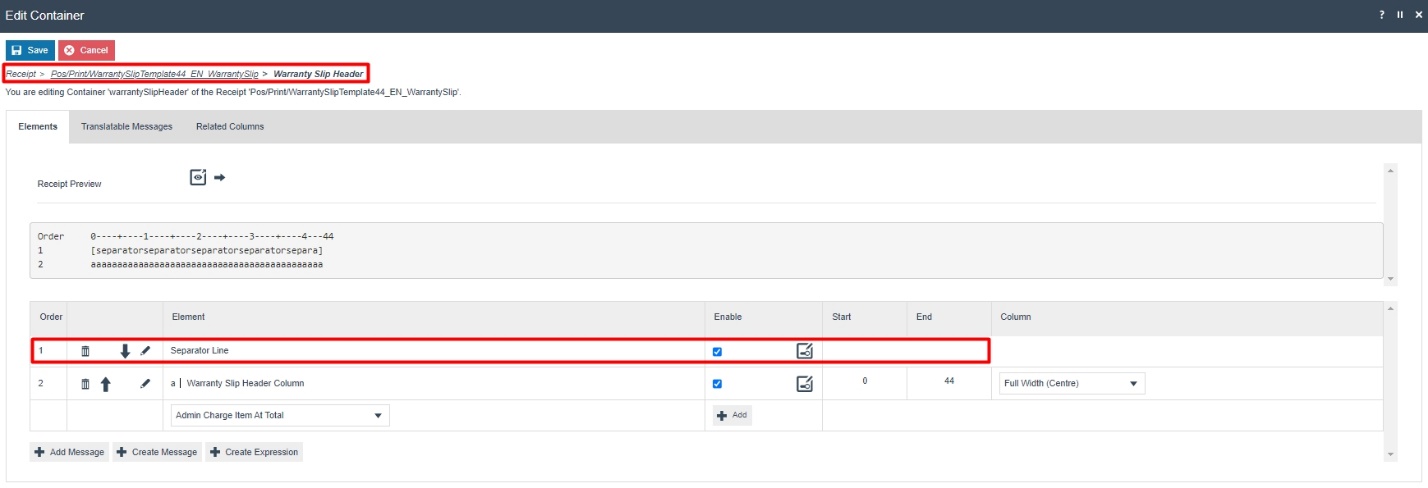 Edit Container
? II ×
Save Cancel
Receipt > Pos/Print/WarrantySlipTemplate44_EN_WarrantySlip > Warranty Slip Header
You are editing Container 'warrantySlipHeader' of the Receipt 'Pos/Print/WarrantySlipTemplate44_EN_WarrantySlip'.
Elements Translatable Messages Related Columns
Receipt Preview
Order 0----+----1----+----2----+----3----+----4---44
1 [separatorseparatorseparatorseparatorsepara]
2 aaaaaaaaaaaaaaaaaaaaaaaaaaaaaaaaaaaaaaaaaaaa
Order Element Enable Start End Column
1 Separator Line
2 a | Warranty Slip Header Column 0 44 Full Width (Centre)
Admin Charge Item At Total Add
Add Message Create Message Create Expression